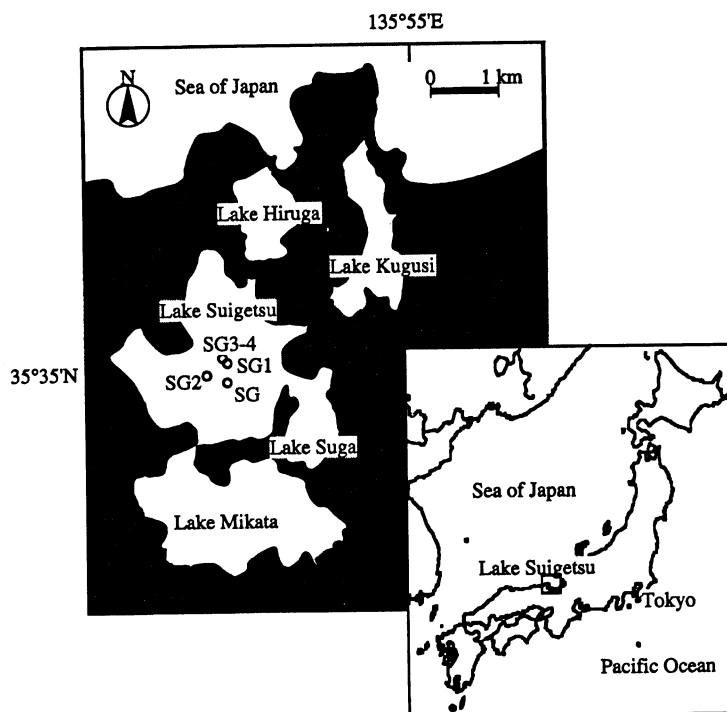 135°55'E
N
Sea of Japan
0 1 km
Lake Hiruga
Lake Kugusi
Lake Suigetsu
SG3-4
SG1
35°35'N
SG2
SG
Lake Suga
Lake Mikata
Sea of Japan
Lake Suigetsu
Tokyo
Pacific Ocean